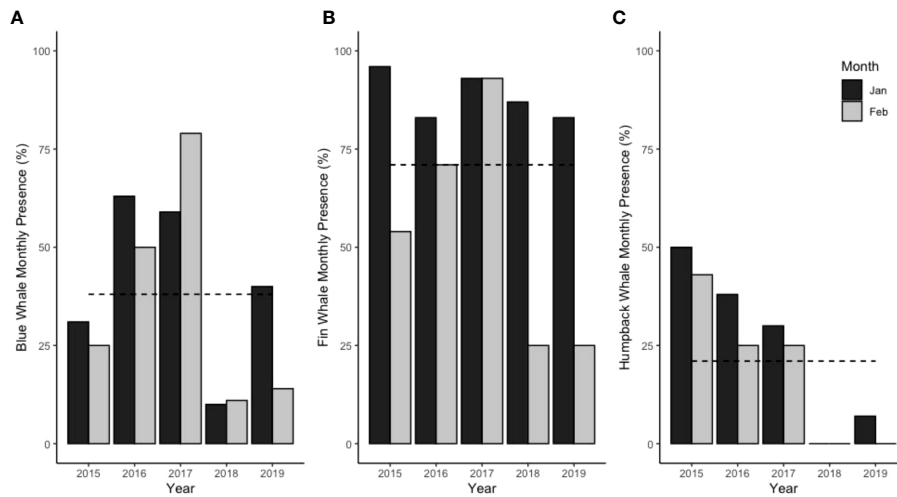 A
B
C
Blue Whale Monthly Presence (%)
100
75
50
25
0
2015 2016 2017 2018 2019
Year
Fin Whale Monthly Presence (%)
100
75
50
25
0
2015 2016 2017 2018 2019
Year
Humpback Whale Monthly Presence (%)
100
75
50
25
0
2015 2016 2017 2018 2019
Year
Month
Jan
Feb